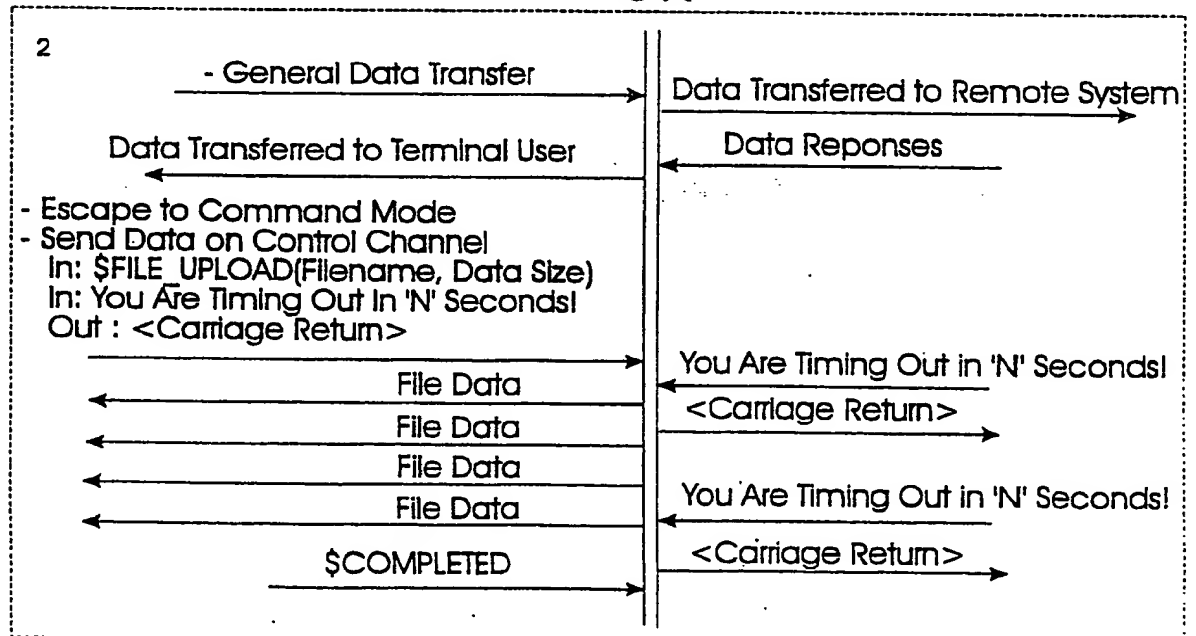 2
- General Data Transfer
Data Transferred to Remote System
Data Transferred to Terminal User
Data Reponses
- Escape to Command Mode
- Send Data on Control Channel
In: $FILE_UPLOAD(Filename, Data Size)
In: You Are Timing Out In 'N' Seconds!
Out : <Carriage Return>
You Are Timing Out in 'N' Seconds!
File Data
<Carriage Return>
File Data
File Data
File Data
You Are Timing Out in 'N' Seconds!
$COMPLETED
<Carriage Return>